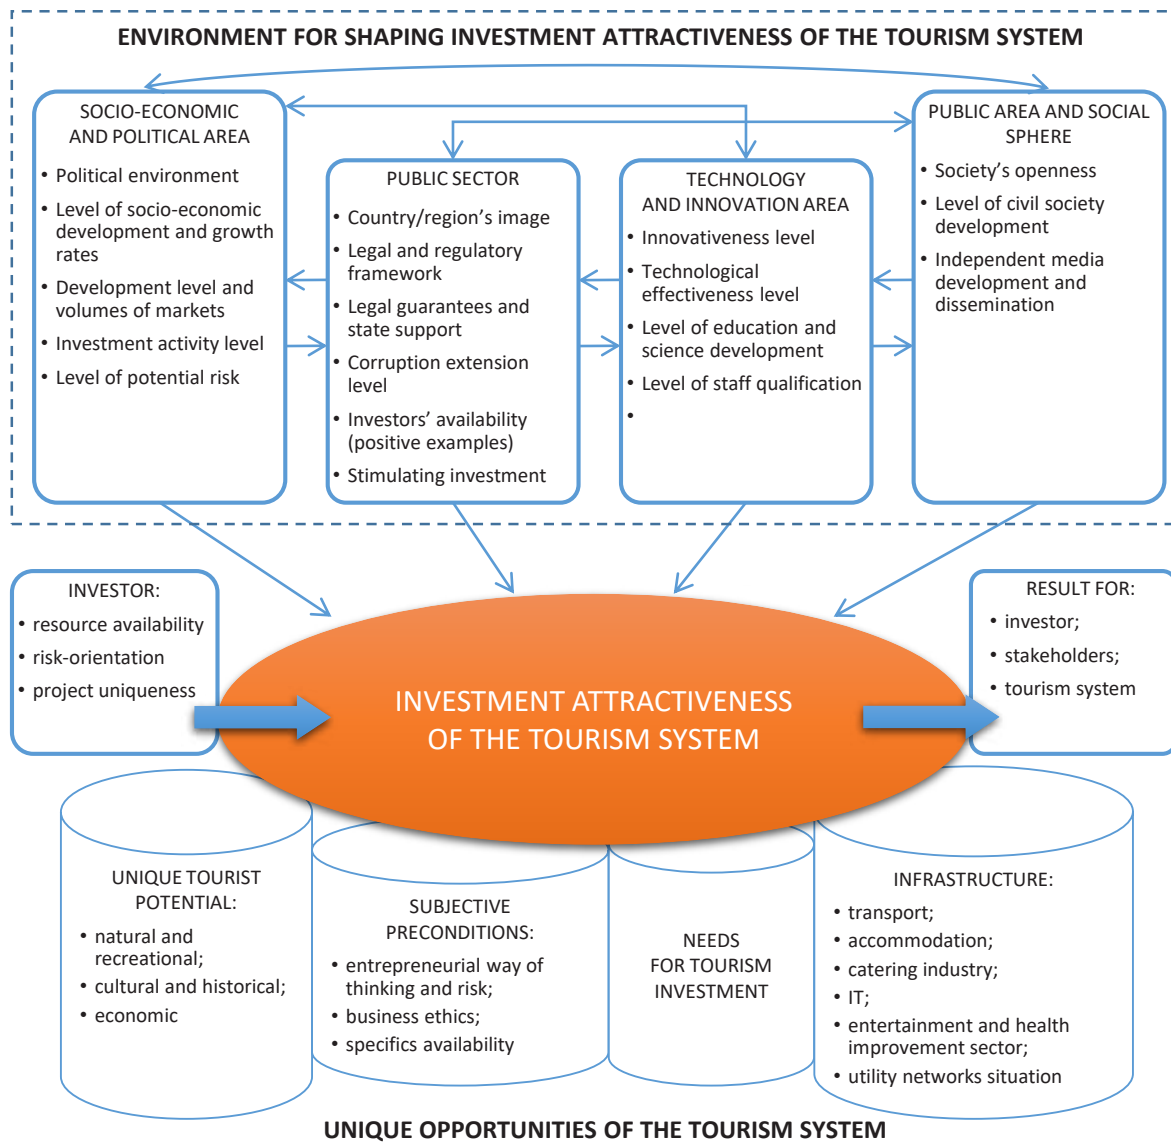 ENVIRONMENT FOR SHAPING INVESTMENT ATTRACTIVENESS OF THE TOURISM SYSTEM
SOCIO-ECONOMIC
AND POLITICAL AREA
• Political environment
• Level of socio-economic
development and growth
rates
• Development level and
volumes of markets
• Investment activity level
• Level of potential risk
PUBLIC SECTOR
• Country/region's image
• Legal and regulatory
framework
• Legal guarantees and
state support
• Corruption extension
level
• Investors' availability
(positive examples)
• Stimulating investment
TECHNOLOGY
AND INNOVATION AREA
• Innovativeness level
• Technological
effectiveness level
• Level of education and
science development
• Level of staff qualification
•
PUBLIC AREA AND SOCIAL
SPHERE
• Society's openness
• Level of civil society
development
• Independent media
development and
dissemination
INVESTOR:
• resource availability
• risk-orientation
• project uniqueness
INVESTMENT ATTRACTIVENESS
OF THE TOURISM SYSTEM
RESULT FOR:
• investor;
• stakeholders;
• tourism system
UNIQUE TOURIST
POTENTIAL:
• natural and
recreational;
• cultural and historical;
• economic
SUBJECTIVE
PRECONDITIONS:
• entrepreneurial way of
thinking and risk;
• business ethics;
• specifics availability
NEEDS
FOR TOURISM
INVESTMENT
INFRASTRUCTURE:
• transport;
• accommodation;
• catering industry;
• IT;
• entertainment and health
improvement sector;
• utility networks situation
UNIQUE OPPORTUNITIES OF THE TOURISM SYSTEM